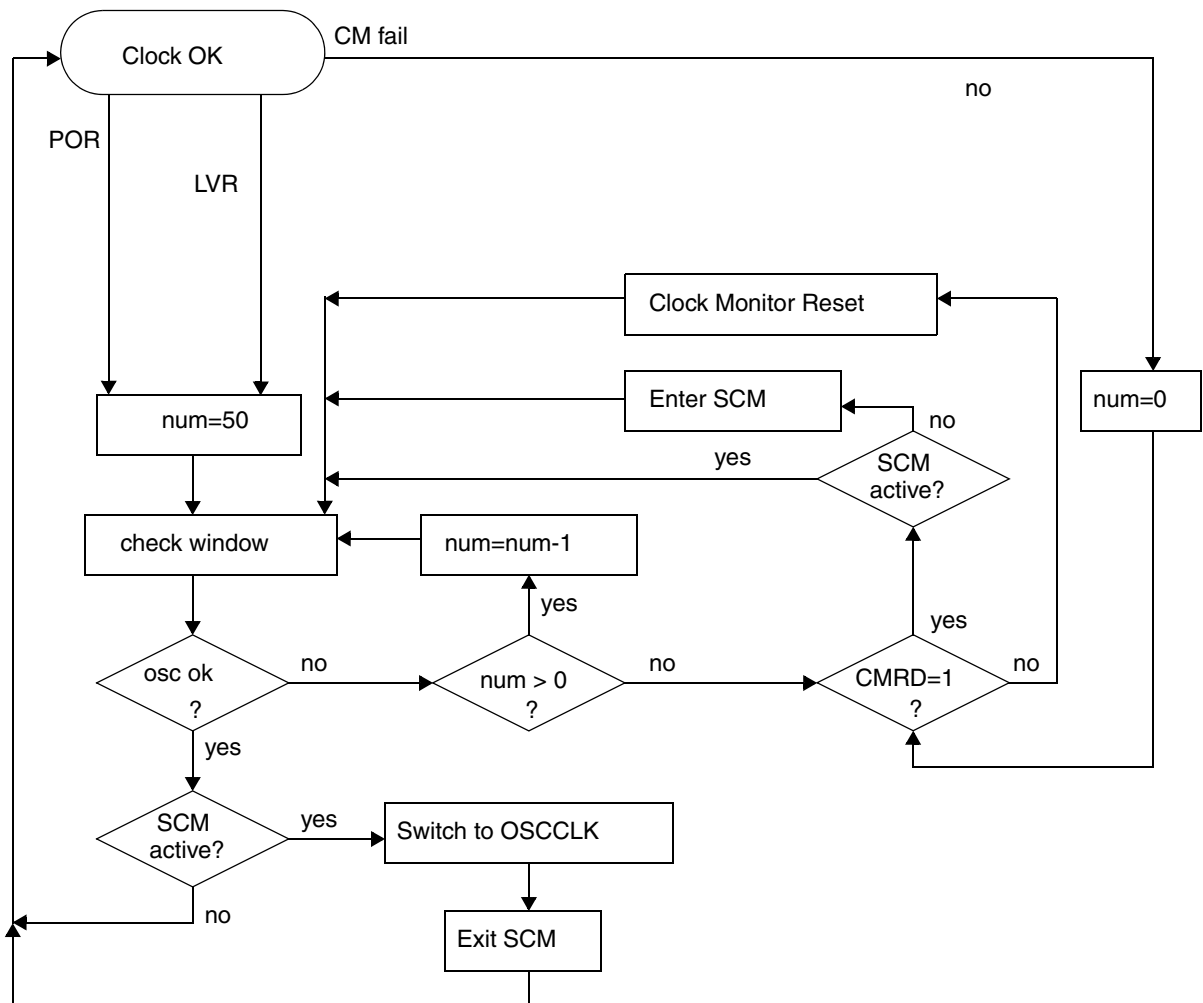 CM fail
Clock OK
no
POR
LVR
Clock Monitor Reset
Enter SCM
num=0
num=50
no
yes
SCM
active?
check window
num=num-1
yes
yes
osc ok
?
no
num > 0
?
no
CMRD=1
?
no
yes
SCM
active?
yes
Switch to OSCCLK
no
Exit SCM